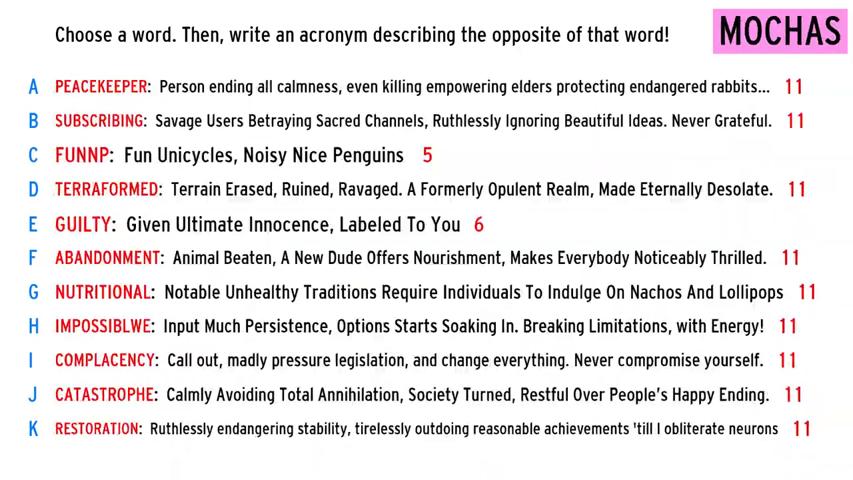 Choose a word. Then, write an acronym describing the opposite of that word!
MOCHAS
A PEACEKEEPER: Person ending all calmness, even killing empowering elders protecting endangered rabbits... 11
B SUBSCRIBING: Savage Users Betraying Sacred Channels, Ruthlessly Ignoring Beautiful Ideas. Never Grateful. 11
C FUNNP: Fun Unicycles, Noisy Nice Penguins 5
D TERRAFORMED: Terrain Erased, Ruined, Ravaged. A Formerly Opulent Realm, Made Eternally Desolate. 11
E GUILTY: Given Ultimate Innocence, Labeled To You 6
F ABANDONMENT: Animal Beaten, A New Dude Offers Nourishment, Makes Everybody Noticeably Thrilled. 11
G NUTRITIONAL: Notable Unhealthy Traditions Require Individuals To Indulge On Nachos And Lollipops 11
H IMPOSSIBLWE: Input Much Persistence, Options Starts Soaking In. Breaking Limitations, with Energy! 11
I COMPLACENCY: Call out, madly pressure legislation, and change everything. Never compromise yourself. 11
J CATASTROPHE: Calmly Avoiding Total Annihilation, Society Turned, Restful Over People's Happy Ending. 11
K RESTORATION: Ruthlessly endangering stability, tirelessly outdoing reasonable achievements 'till I obliterate neurons 11